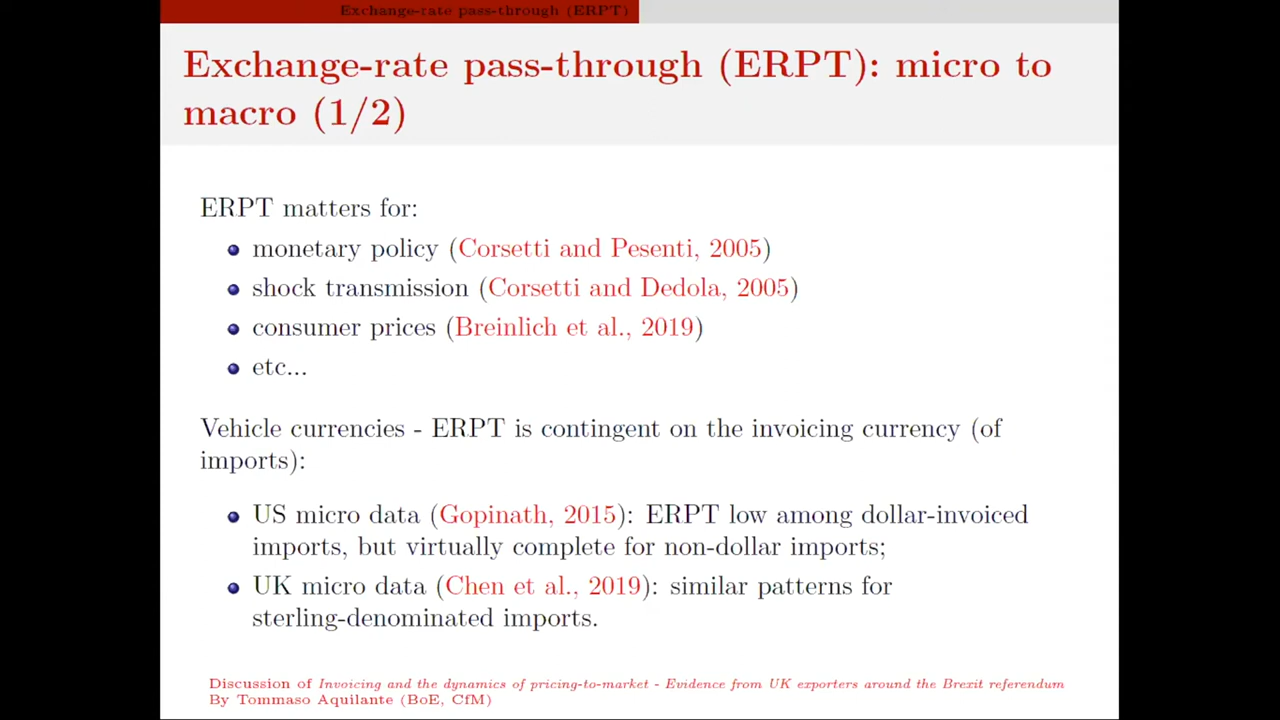 Exchange-rate pass-through (ERPT)
Exchange-rate pass-through (ERPT): micro to
macro (1/2)
ERPT matters for:
monetary policy (Corsetti and Pesenti, 2005)
shock transmission (Corsetti and Dedola, 2005)
consumer prices (Breinlich et al., 2019)
etc...
Vehicle currencies - ERPT is contingent on the invoicing currency (of
imports):
US micro data (Gopinath, 2015): ERPT low among dollar-invoiced
imports, but virtually complete for non-dollar imports;
UK micro data (Chen et al., 2019): similar patterns for
sterling-denominated imports.
Discussion of Invoicing and the dynamics of pricing-to-market - Evidence from UK exporters around the Brexit referendum
By Tommaso Aquilante (BoE, CfM)